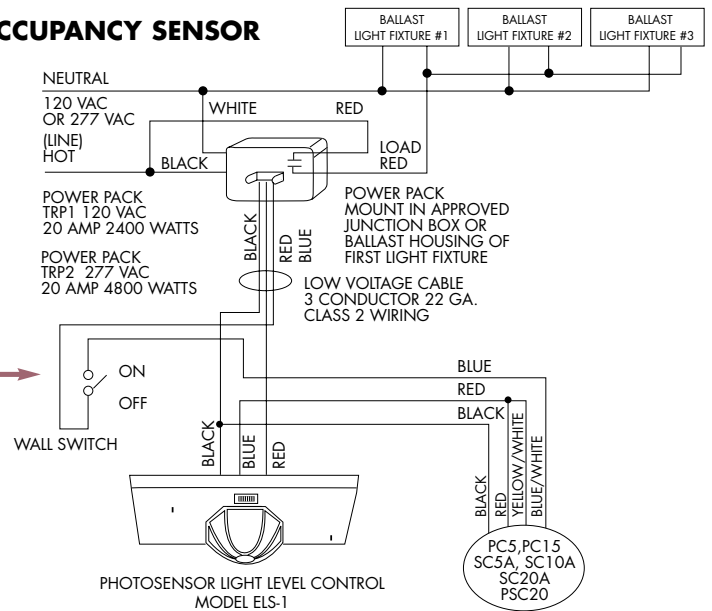 CCUPANCY SENSOR
BALLAST
LIGHT FIXTURE #1
BALLAST
LIGHT FIXTURE #2
BALLAST
LIGHT FIXTURE #3
NEUTRAL
120 VAC
OR 277 VAC
(LINE)
HOT
WHITE
RED
BLACK
LOAD
RED
POWER PACK
TRP1 120 VAC
20 AMP 2400 WATTS
POWER PACK
TRP2 277 VAC
20 AMP 4800 WATTS
POWER PACK
MOUNT IN APPROVED
JUNCTION BOX OR
BALLAST HOUSING OF
FIRST LIGHT FIXTURE
BLACK
RED
BLUE
LOW VOLTAGE CABLE
3 CONDUCTOR 22 GA.
CLASS 2 WIRING
ON
OFF
WALL SWITCH
BLUE
RED
BLACK
BLACK
BLUE
RED
BLACK
RED
YELLOW/WHITE
BLUE/WHITE
PC5,PC15
SC5A, SC10A
SC20A
PSC20
PHOTOSENSOR LIGHT LEVEL CONTROL
MODEL ELS-1